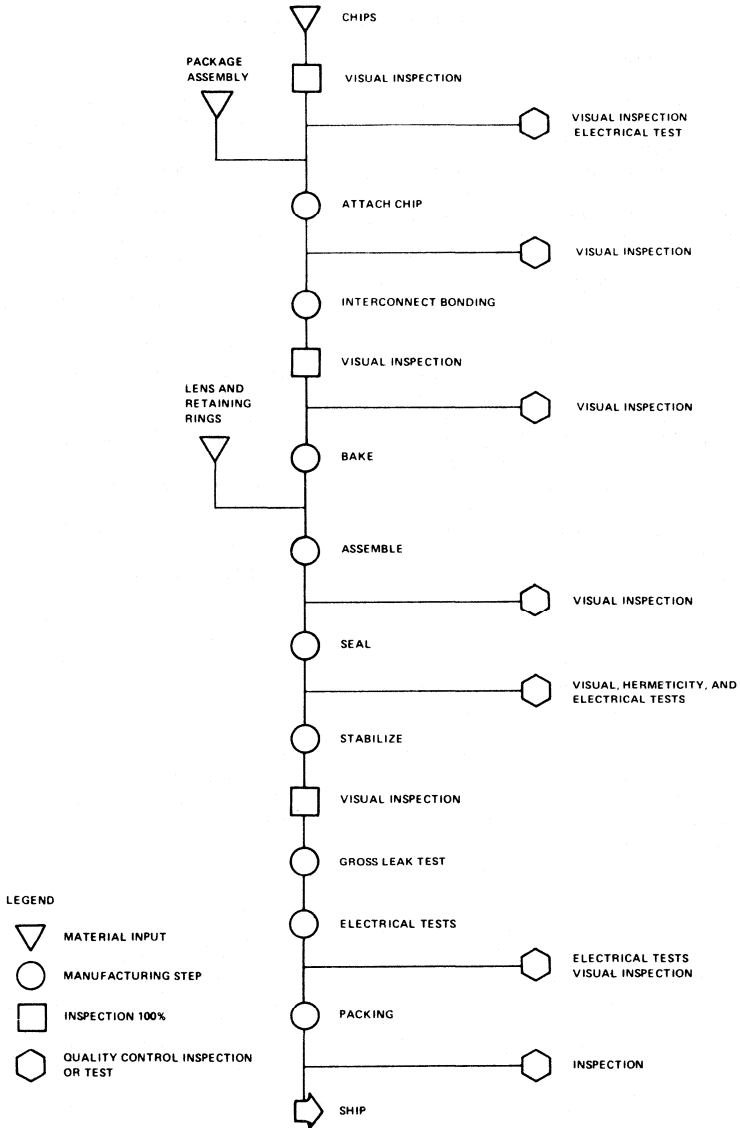 CHIPS
PACKAGE
ASSEMBLY
VISUAL INSPECTION
VISUAL INSPECTION
ELECTRICAL TEST
ATTACH CHIP
VISUAL INSPECTION
INTERCONNECT BONDING
VISUAL INSPECTION
LENS AND
RETAINING
RINGS
VISUAL INSPECTION
BAKE
ASSEMBLE
VISUAL INSPECTION
SEAL
VISUAL, HERMETICITY, AND
ELECTRICAL TESTS
STABILIZE
VISUAL INSPECTION
GROSS LEAK TEST
ELECTRICAL TESTS
ELECTRICAL TESTS
VISUAL INSPECTION
PACKING
INSPECTION
SHIP
LEGEND
MATERIAL INPUT
MANUFACTURING STEP
INSPECTION 100%
QUALITY CONTROL INSPECTION
OR TEST